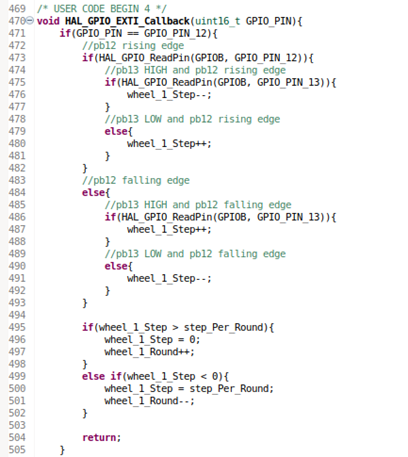 469 /* USER CODE BEGIN 4 */
470 void HAL_GPIO_EXTI_Callback(uint16_t GPIO_PIN){
471     if(GPIO_PIN == GPIO_PIN_12){
472         //pb12 rising edge
473         if(HAL_GPIO_ReadPin(GPIOB, GPIO_PIN_12)){
474             //pb13 HIGH and pb12 rising edge
475             if(HAL_GPIO_ReadPin(GPIOB, GPIO_PIN_13)){
476                 wheel_1_Step--;
477             }
478             //pb13 LOW and pb12 rising edge
479             else{
480                 wheel_1_Step++;
481             }
482         }
483         //pb12 falling edge
484         else{
485             //pb13 HIGH and pb12 falling edge
486             if(HAL_GPIO_ReadPin(GPIOB, GPIO_PIN_13)){
487                 wheel_1_Step++;
488             }
489             //pb13 LOW and pb12 falling edge
490             else{
491                 wheel_1_Step--;
492             }
493         }
494
495         if(wheel_1_Step > step_Per_Round){
496             wheel_1_Step = 0;
497             wheel_1_Round++;
498         }
499         else if(wheel_1_Step < 0){
500             wheel_1_Step = step_Per_Round;
501             wheel_1_Round--;
502         }
503
504         return;
505     }